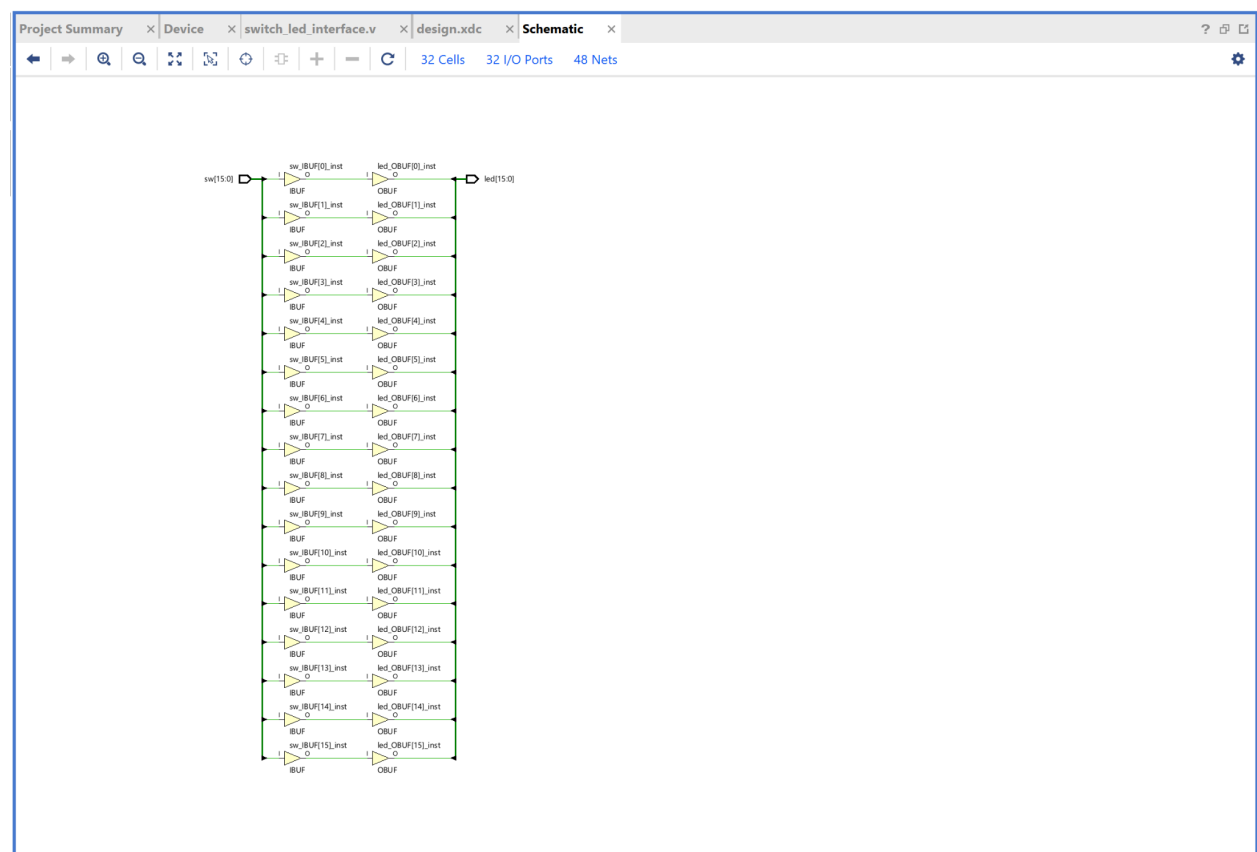 Project Summary × Device × switch_led_interface.v × design.xdc × Schematic × ?
32 Cells 32 I/O Ports 48 Nets
sw_IBUF[0]_inst led_OBUF[0]_inst
sw[15:0] I O I O led[15:0]
IBUF OBUF
sw_IBUF[1]_inst led_OBUF[1]_inst
I O I O
IBUF OBUF
sw_IBUF[2]_inst led_OBUF[2]_inst
I O I O
IBUF OBUF
sw_IBUF[3]_inst led_OBUF[3]_inst
I O I O
IBUF OBUF
sw_IBUF[4]_inst led_OBUF[4]_inst
I O I O
IBUF OBUF
sw_IBUF[5]_inst led_OBUF[5]_inst
I O I O
IBUF OBUF
sw_IBUF[6]_inst led_OBUF[6]_inst
I O I O
IBUF OBUF
sw_IBUF[7]_inst led_OBUF[7]_inst
I O I O
IBUF OBUF
sw_IBUF[8]_inst led_OBUF[8]_inst
I O I O
IBUF OBUF
sw_IBUF[9]_inst led_OBUF[9]_inst
I O I O
IBUF OBUF
sw_IBUF[10]_inst led_OBUF[10]_inst
I O I O
IBUF OBUF
sw_IBUF[11]_inst led_OBUF[11]_inst
I O I O
IBUF OBUF
sw_IBUF[12]_inst led_OBUF[12]_inst
I O I O
IBUF OBUF
sw_IBUF[13]_inst led_OBUF[13]_inst
I O I O
IBUF OBUF
sw_IBUF[14]_inst led_OBUF[14]_inst
I O I O
IBUF OBUF
sw_IBUF[15]_inst led_OBUF[15]_inst
I O I O
IBUF OBUF